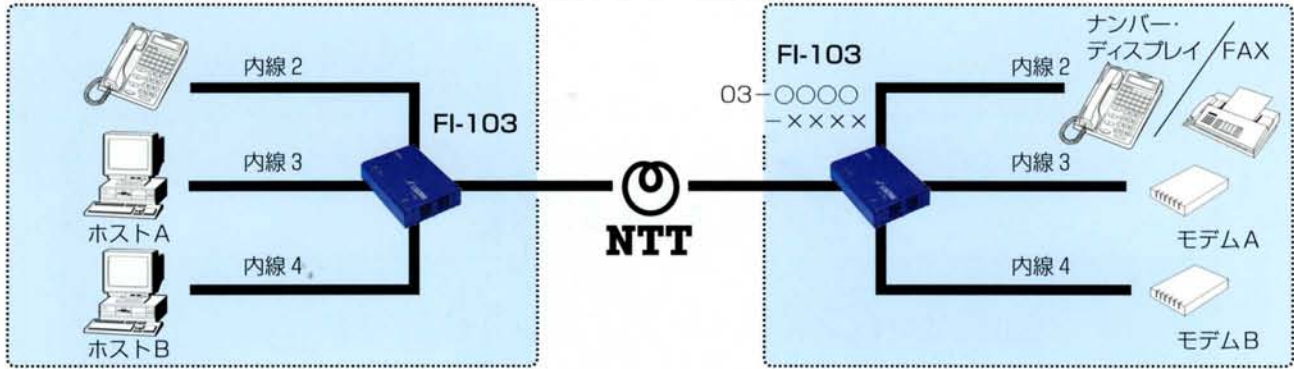 内線2
FI-103
内線3
ホストA
内線4
ホストB
NTT
FI-103
03-○○○○
-××××
内線2
ナンバー・
ディスプレイ/FAX
内線3
モデムA
内線4
モデムB